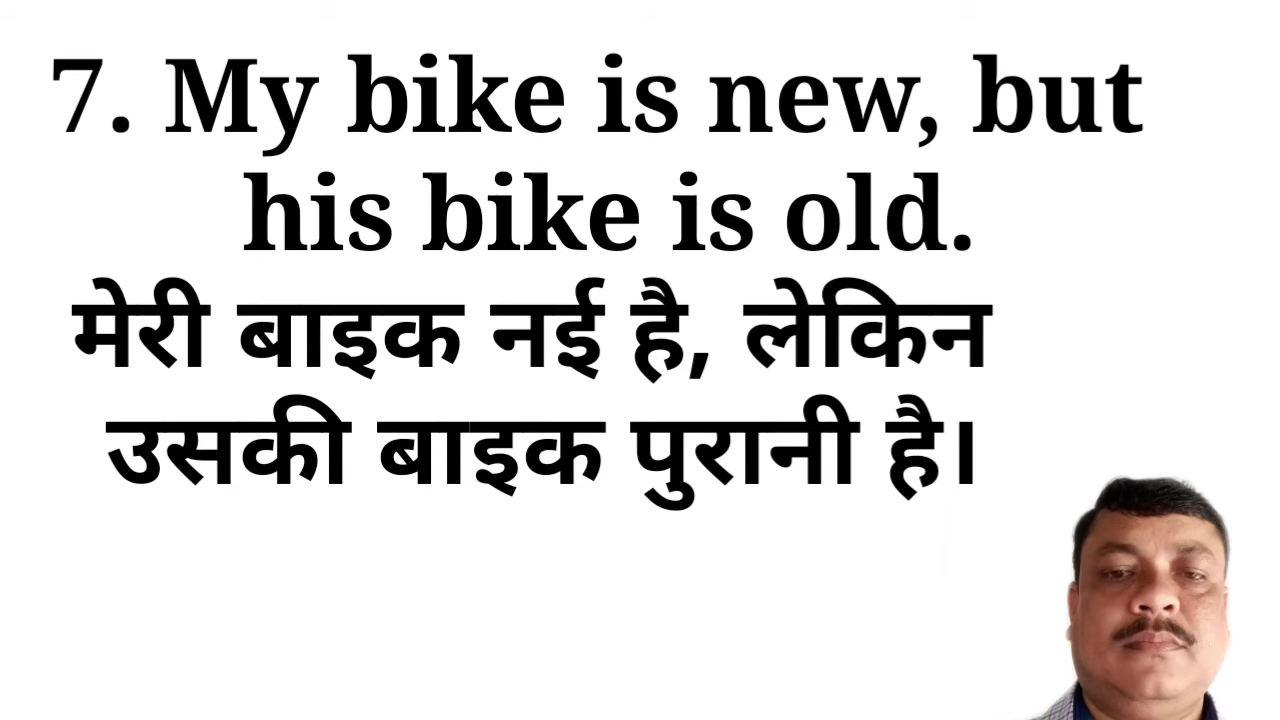 7. My bike is new, but
his bike is old.
मेरी बाइक नई है, लेकिन
उसकी बाइक पुरानी है।